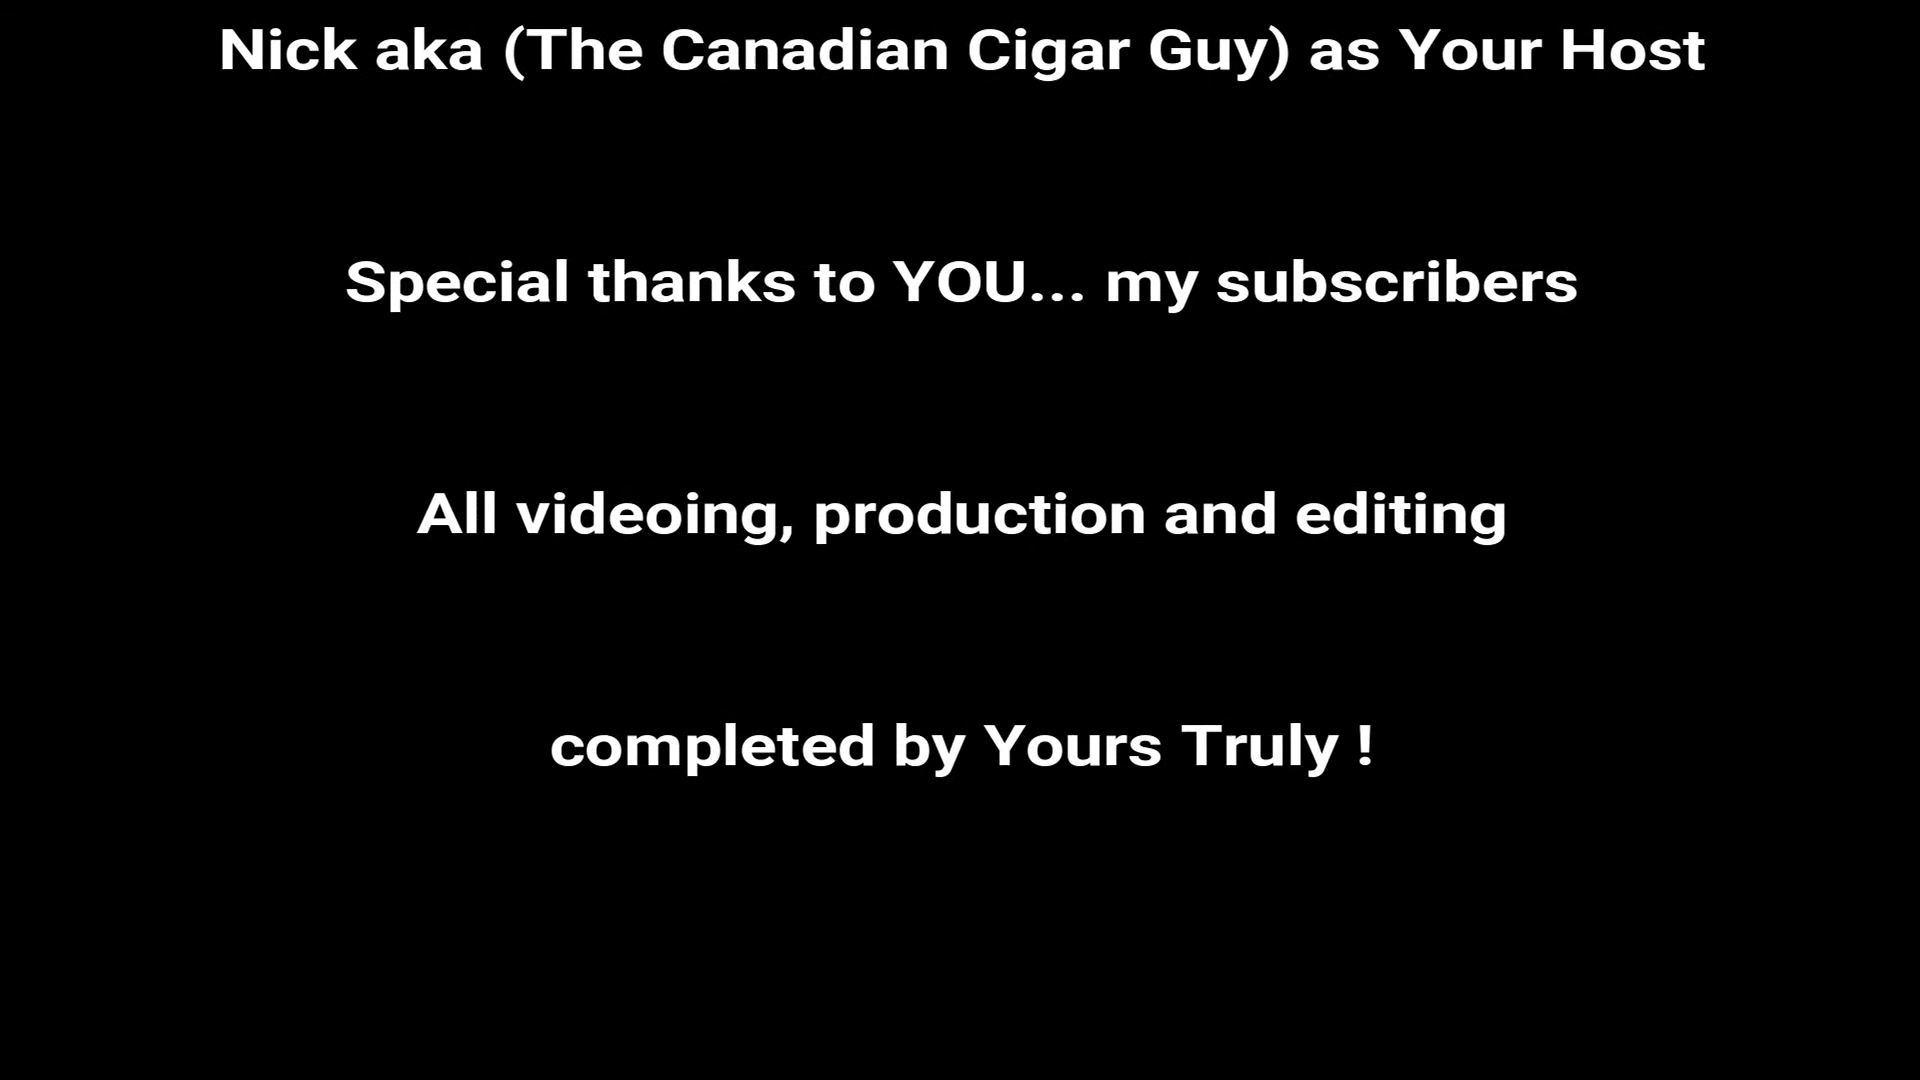 Nick aka (The Canadian Cigar Guy) as Your Host
Special thanks to YOU... my subscribers
All videoing, production and editing
completed by Yours Truly !